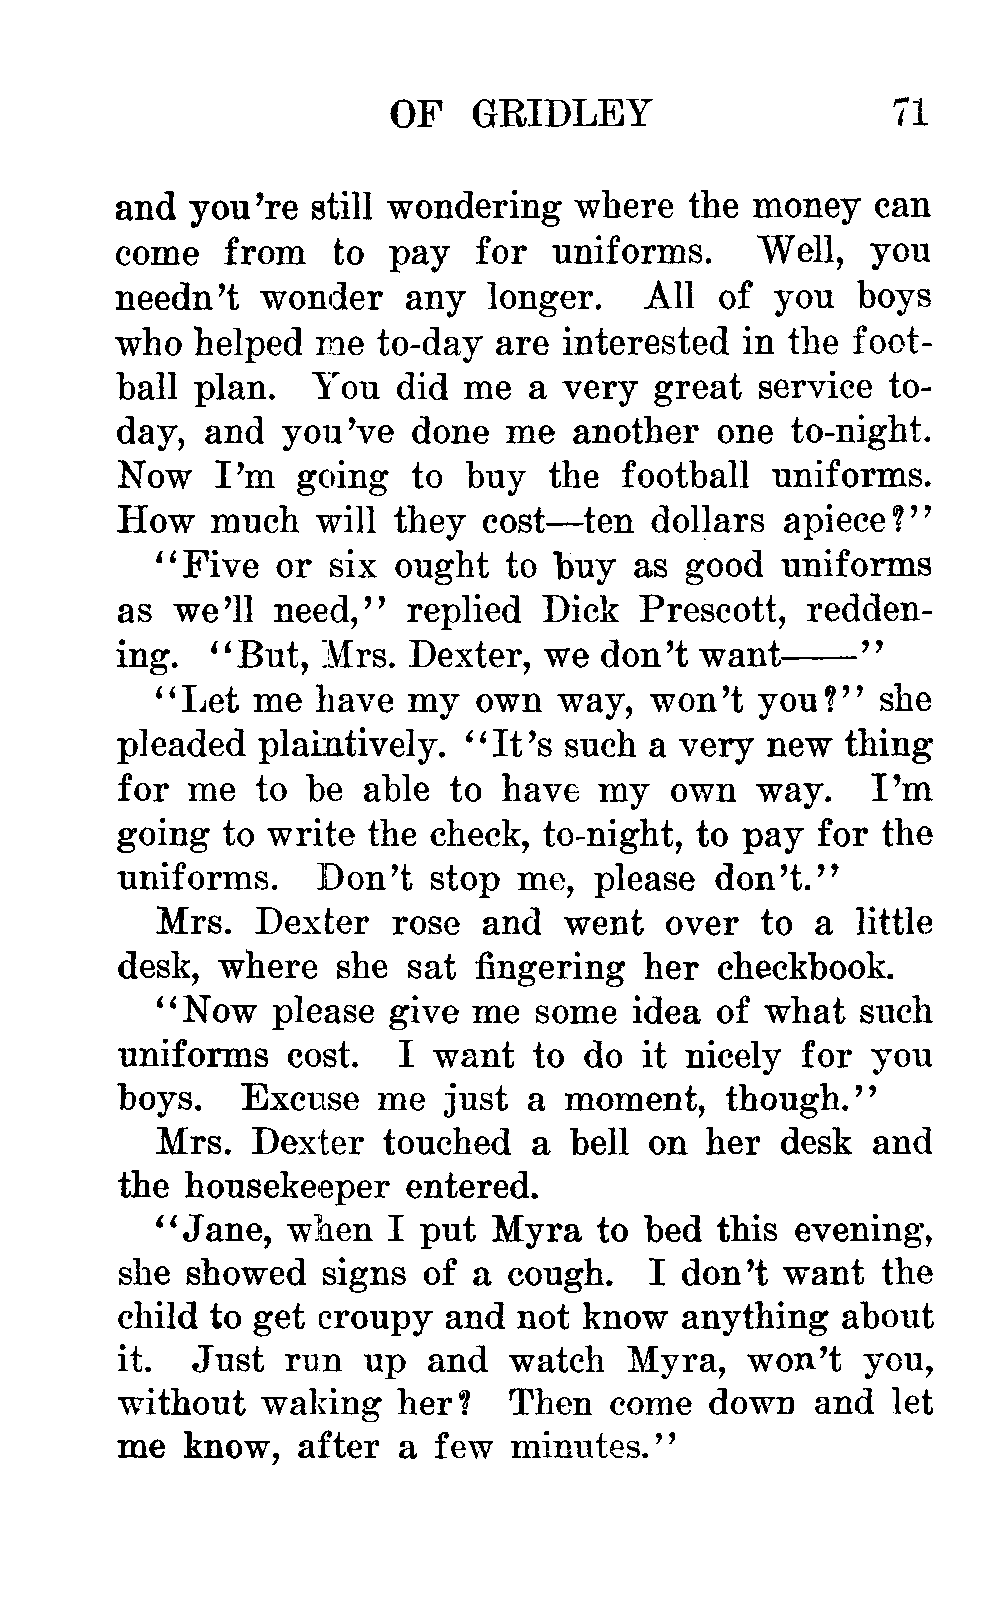 OF GRIDLEY 71
and you're still wondering where the money can
come from to pay for uniforms. Well, you
needn't wonder any longer. All of you boys
who helped me to-day are interested in the foot-
ball plan. You did me a very great service to-
day, and you've done me another one to-night.
Now I'm going to buy the football uniforms.
How much will they cost—ten dollars apiece?"
"Five or six ought to buy as good uniforms
as we'll need," replied Dick Prescott, redden-
ing. "But, Mrs. Dexter, we don't want——"
"Let me have my own way, won't you?" she
pleaded plaintively. "It's such a very new thing
for me to be able to have my own way. I'm
going to write the check, to-night, to pay for the
uniforms. Don't stop me, please don't."
Mrs. Dexter rose and went over to a little
desk, where she sat fingering her checkbook.
"Now please give me some idea of what such
uniforms cost. I want to do it nicely for you
boys. Excuse me just a moment, though."
Mrs. Dexter touched a bell on her desk and
the housekeeper entered.
"Jane, when I put Myra to bed this evening,
she showed signs of a cough. I don't want the
child to get croupy and not know anything about
it. Just run up and watch Myra, won't you,
without waking her? Then come down and let
me know, after a few minutes."